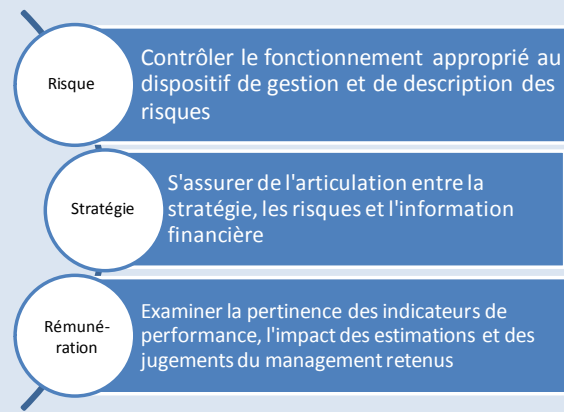 Risque
Contrôler le fonctionnement approprié au
dispositif de gestion et de description des
risques
Stratégie
S'assurer de l'articulation entre la
stratégie, les risques et l'information
financière
Rémuné-
ration
Examiner la pertinence des indicateurs de
performance, l'impact des estimations et des
jugements du management retenus